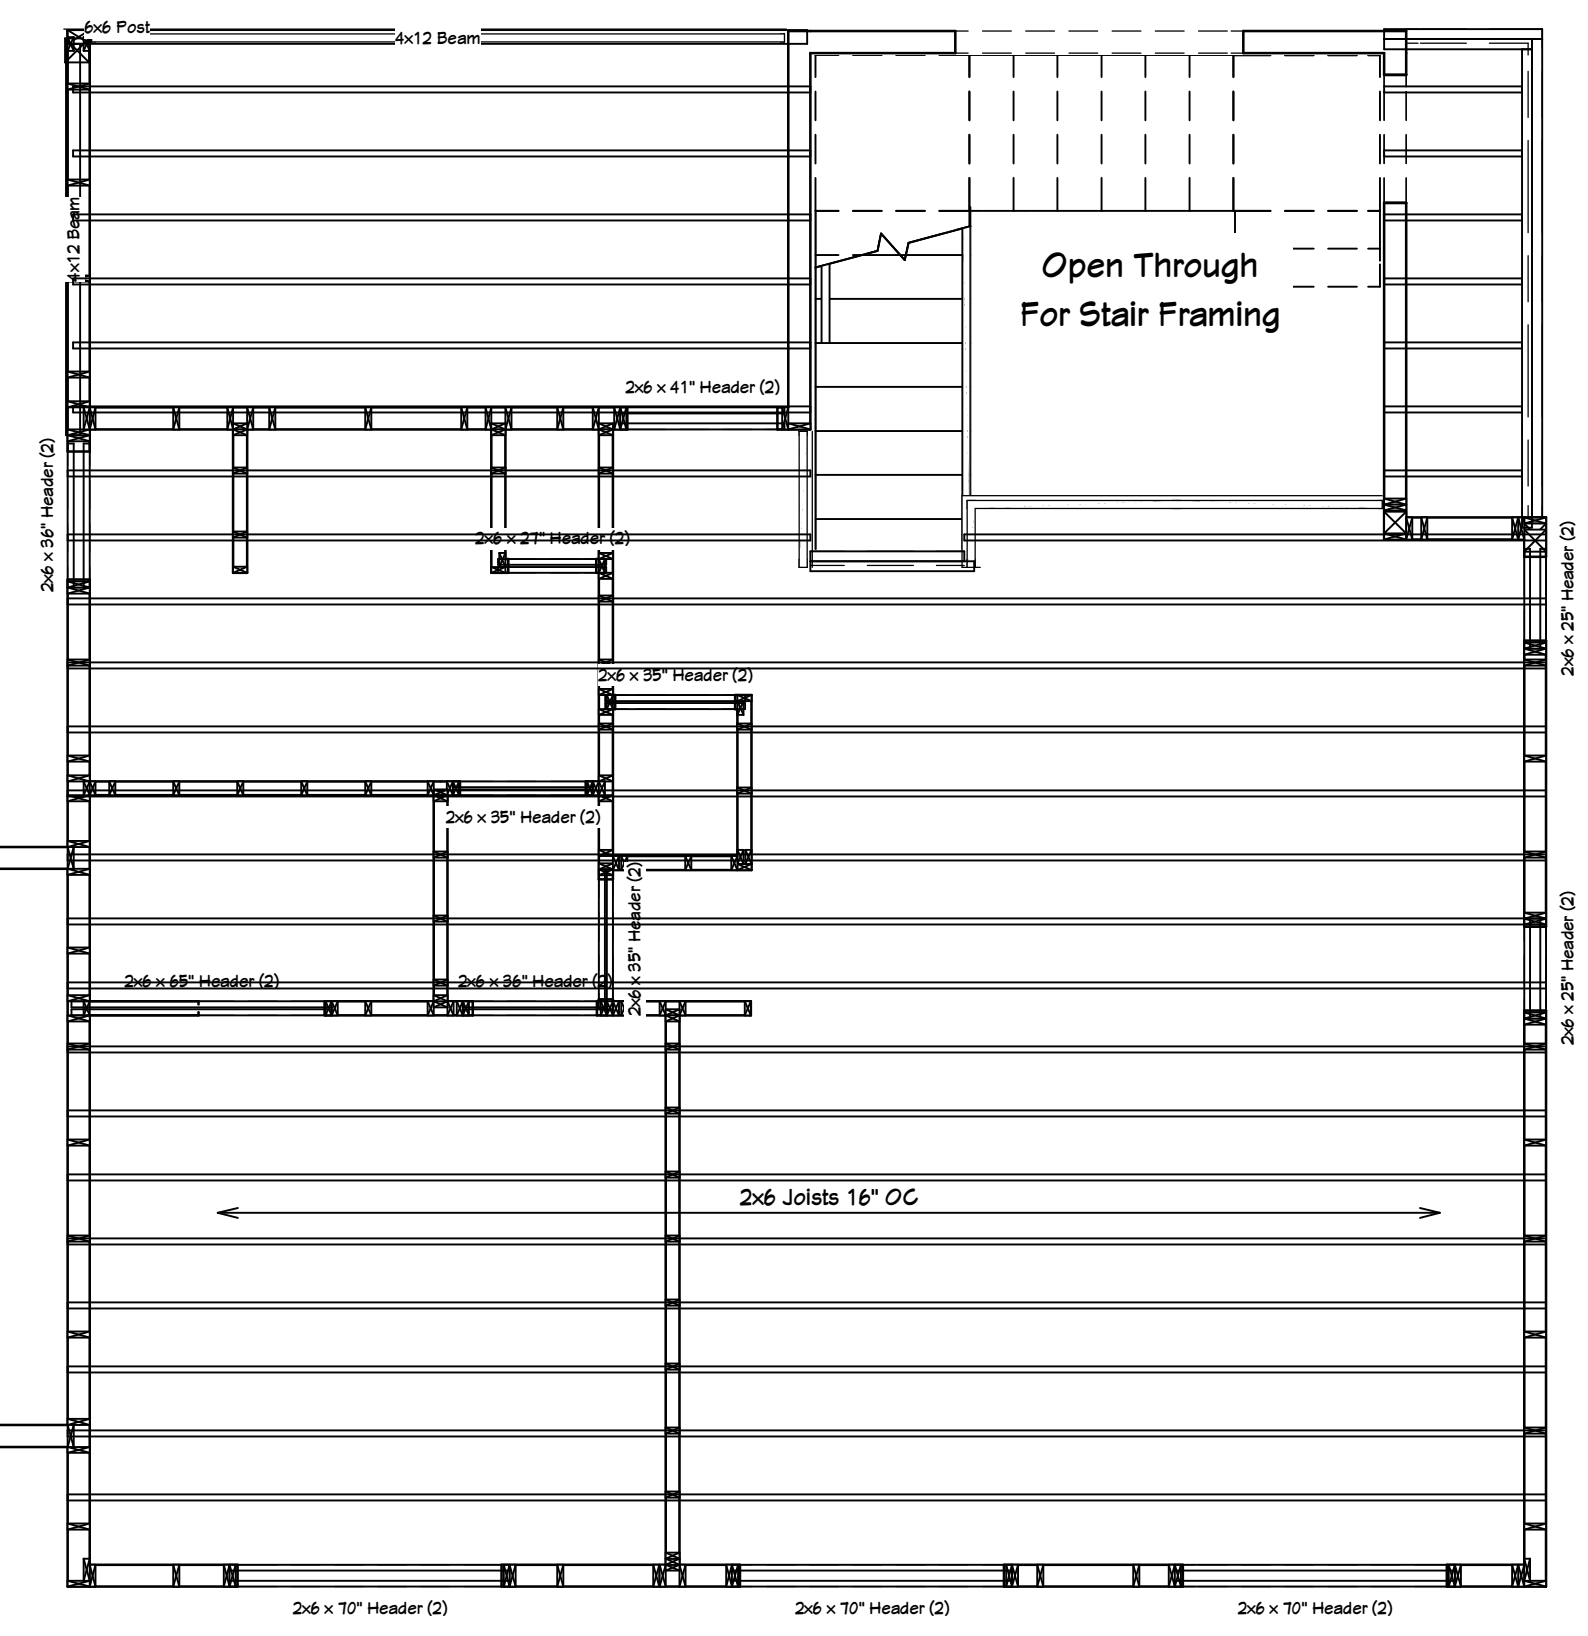 6x6 Post
4x12 Beam
4x12 Beam
Open Through
For Stair Framing
2x6 x 41" Header (2)
2x6 x 36" Header (2)
2x6 x 27" Header (2)
2x6 x 25" Header (2)
2x6 x 35" Header (2)
2x6 x 35" Header (2)
2x6 x 35" Header (2)
2x6 x 25" Header (2)
2x6 x 65" Header (2)
2x6 x 36" Header (2)
2x6 Joists 16" OC
2x6 x 70" Header (2)
2x6 x 70" Header (2)
2x6 x 70" Header (2)